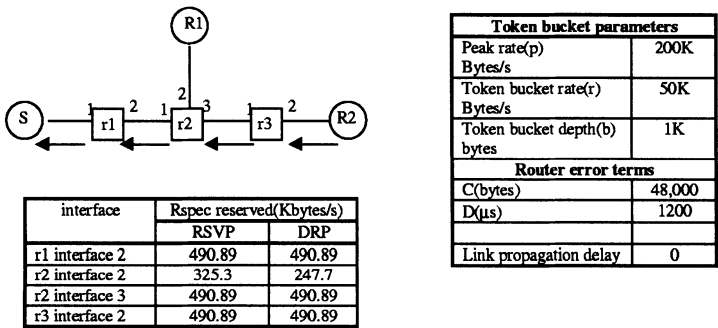 R1
S
1
r1
2
1
2
r2
3
1
r3
2
R2
interface Rspec reserved(Kbytes/s)
RSVP DRP
r1 interface 2 490.89 490.89
r2 interface 2 325.3 247.7
r2 interface 3 490.89 490.89
r3 interface 2 490.89 490.89
Token bucket parameters
Peak rate(p) 200K
Bytes/s
Token bucket rate(r) 50K
Bytes/s
Token bucket depth(b) 1K
bytes
Router error terms
C(bytes) 48,000
D(µs) 1200
Link propagation delay 0